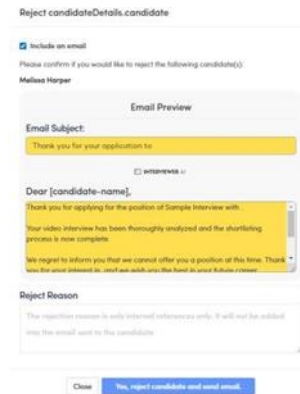 Reject candidateDetails.candidate
Include an email
Please confirm if you would like to reject the following candidate(s):
Melissa Harper
Email Preview
Email Subject:
Thank you for your application to
INTERVIEWER
Dear [candidate-name],
Thank you for applying for the position of Sample Interview with .
Your video interview has been thoroughly analyzed and the shortlisting
process is now complete.
We regret to inform you that we cannot offer you a position at this time. Thank
you for your interest in, and we wish you the best in your future career
Reject Reason
The rejection reason is only internal references only. It will not be added
into the email sent to the candidate
Close
Yes, reject candidate and send email.